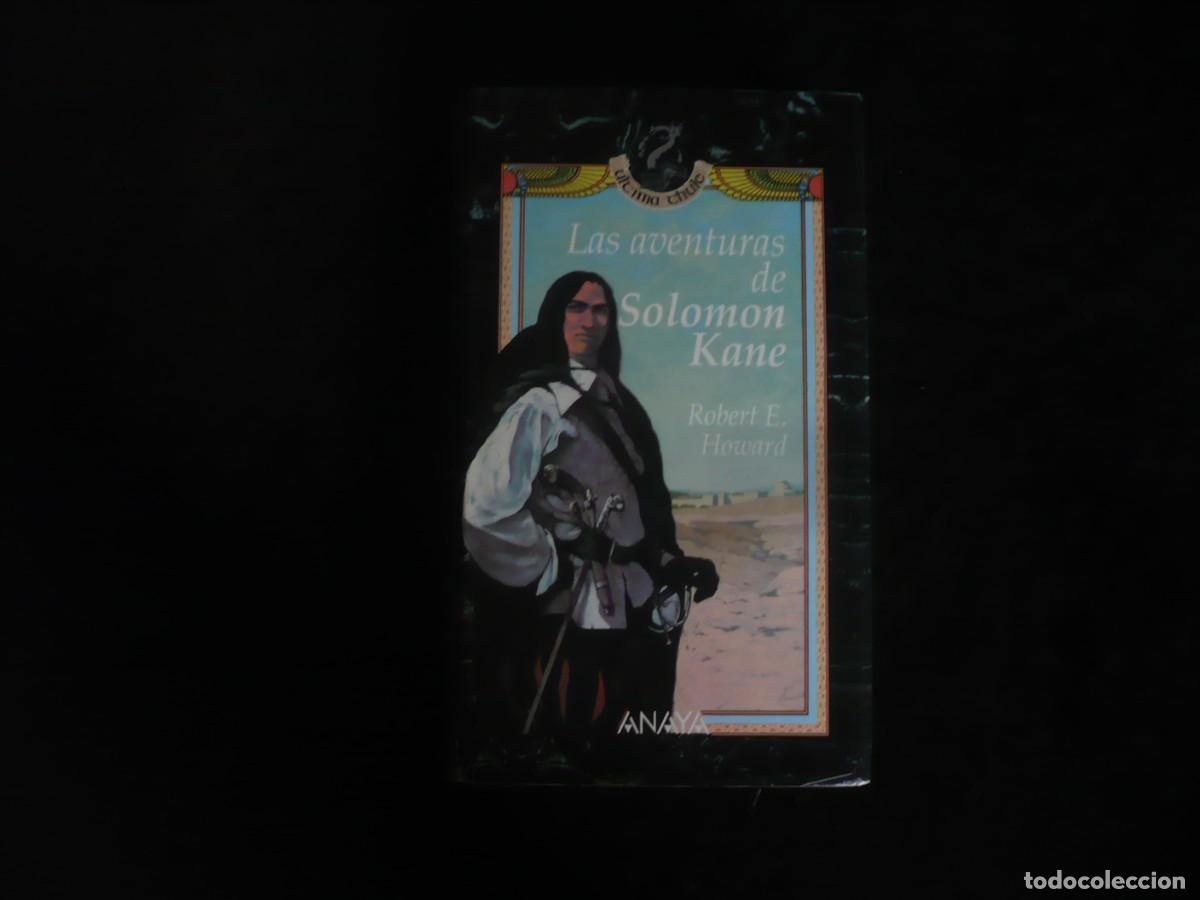 ultima thule
Las aventuras
de
Solomon
Kane
Robert E.
Howard
ANAYA
todocoleccion